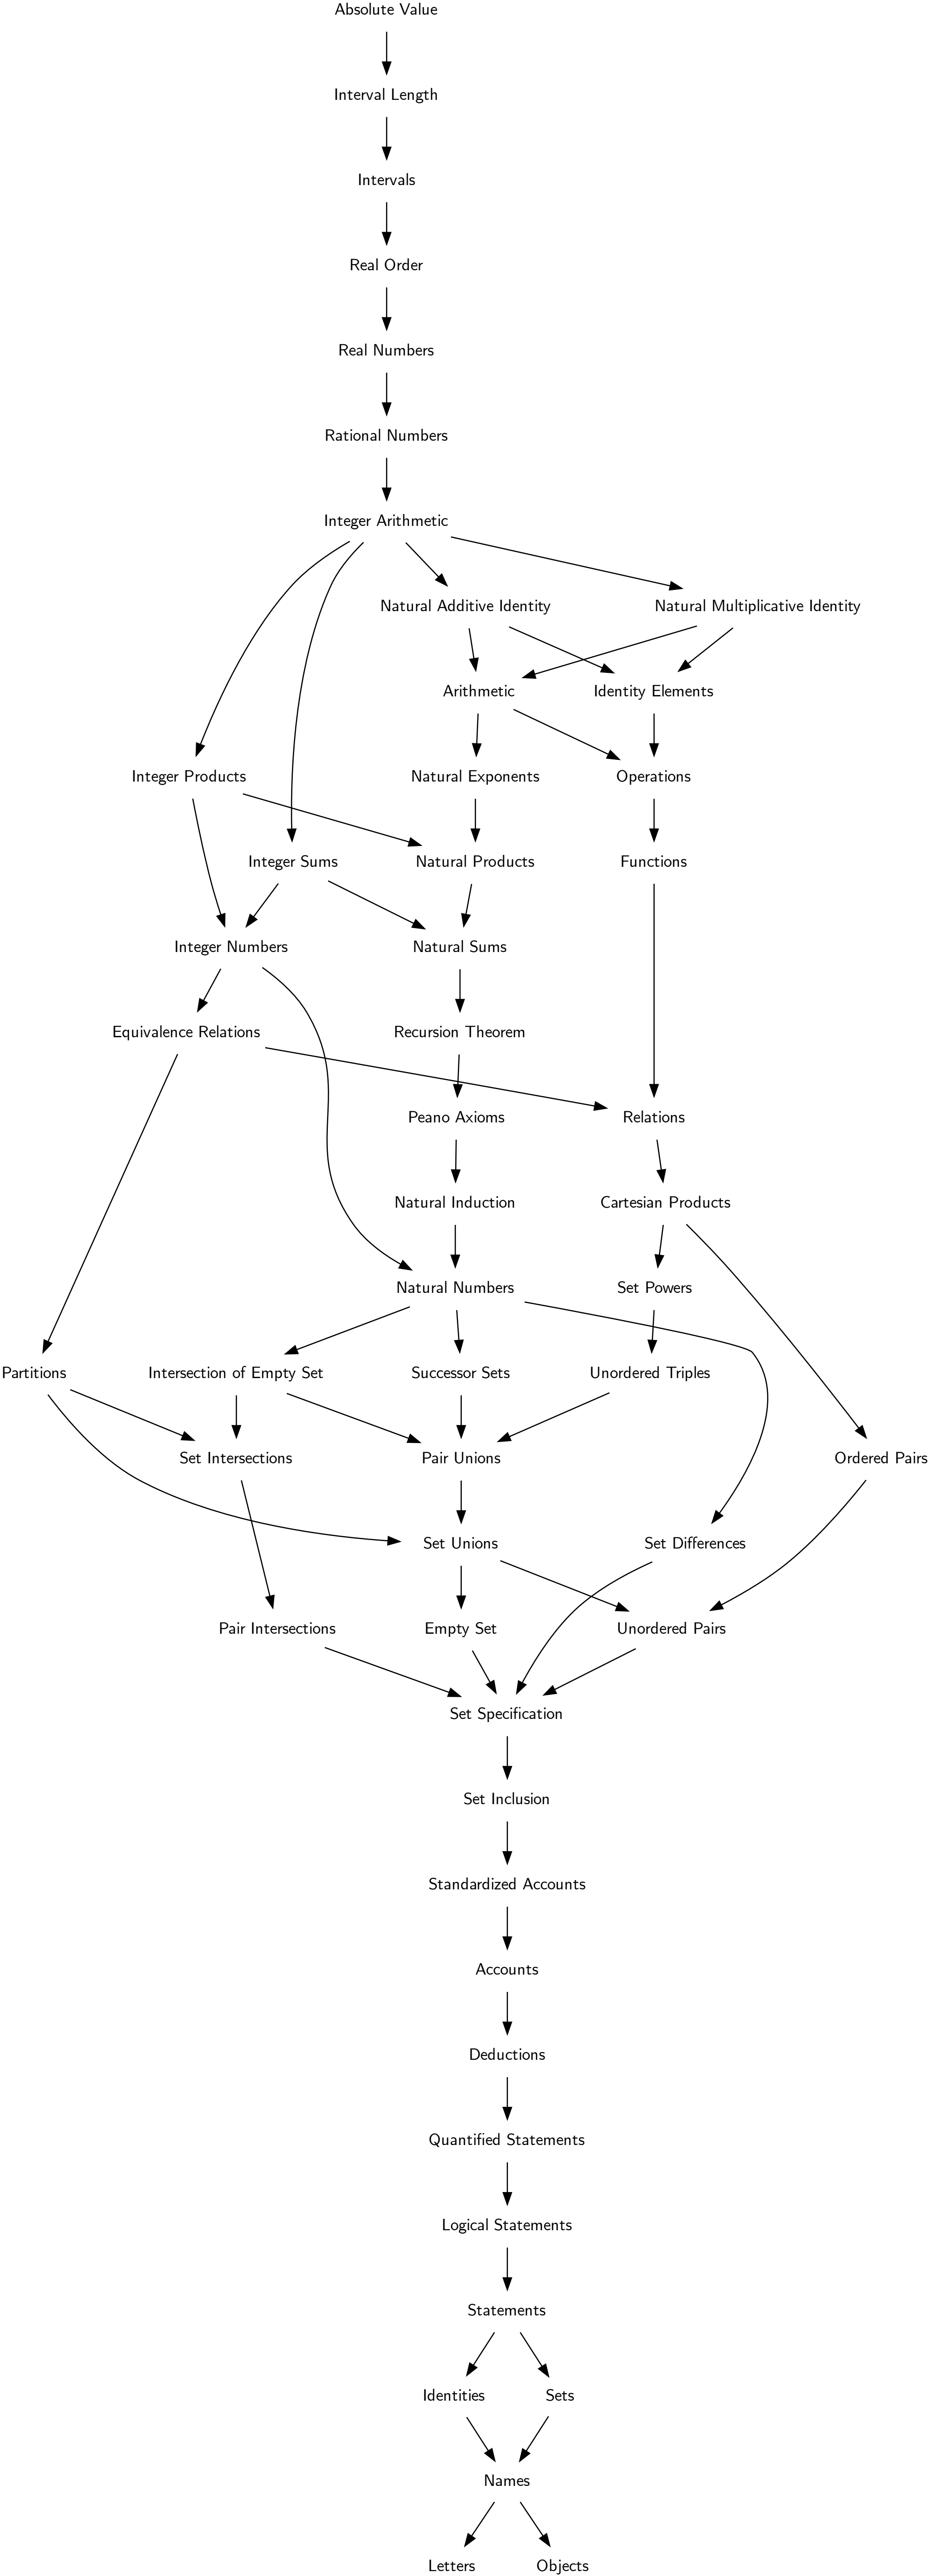 Absolute Value
Interval Length
Intervals
Real Order
Real Numbers
Rational Numbers
Integer Arithmetic
Natural Additive Identity
Natural Multiplicative Identity
Arithmetic
Identity Elements
Integer Products
Natural Exponents
Operations
Integer Sums
Natural Products
Functions
Integer Numbers
Natural Sums
Equivalence Relations
Recursion Theorem
Peano Axioms
Relations
Natural Induction
Cartesian Products
Natural Numbers
Set Powers
Partitions
Intersection of Empty Set
Successor Sets
Unordered Triples
Set Intersections
Pair Unions
Ordered Pairs
Set Unions
Set Differences
Pair Intersections
Empty Set
Unordered Pairs
Set Specification
Set Inclusion
Standardized Accounts
Accounts
Deductions
Quantified Statements
Logical Statements
Statements
Identities
Sets
Names
Letters
Objects